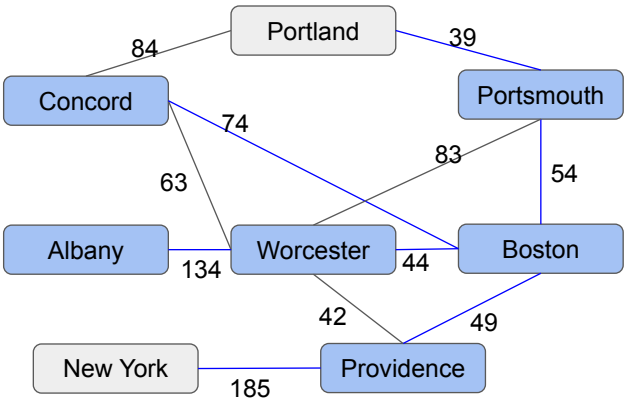 Portland
84
39
Concord
Portsmouth
74
83
63
54
Albany
Worcester
Boston
134
44
42
49
New York
Providence
185